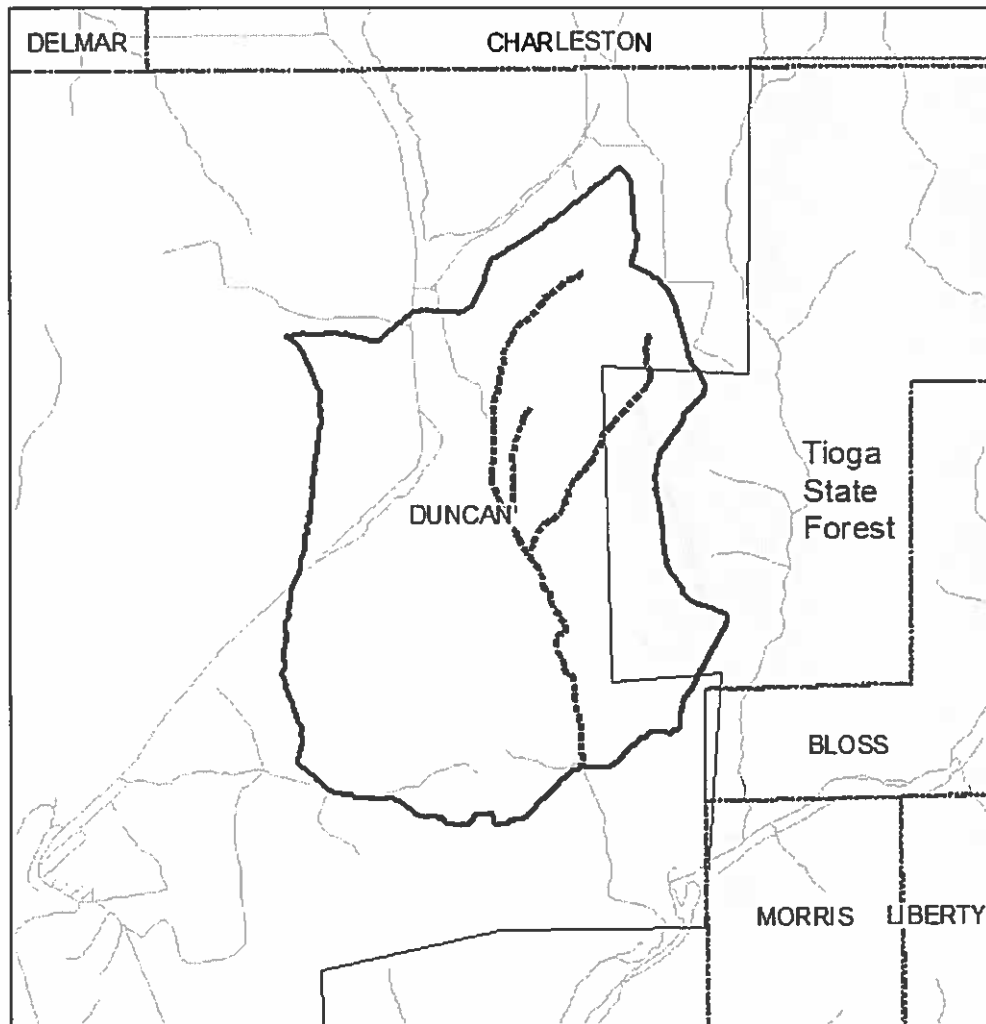 DELMAR
CHARLESTON
Tioga
State
Forest
DUNCAN
BLOSS
MORRIS
LIBERTY